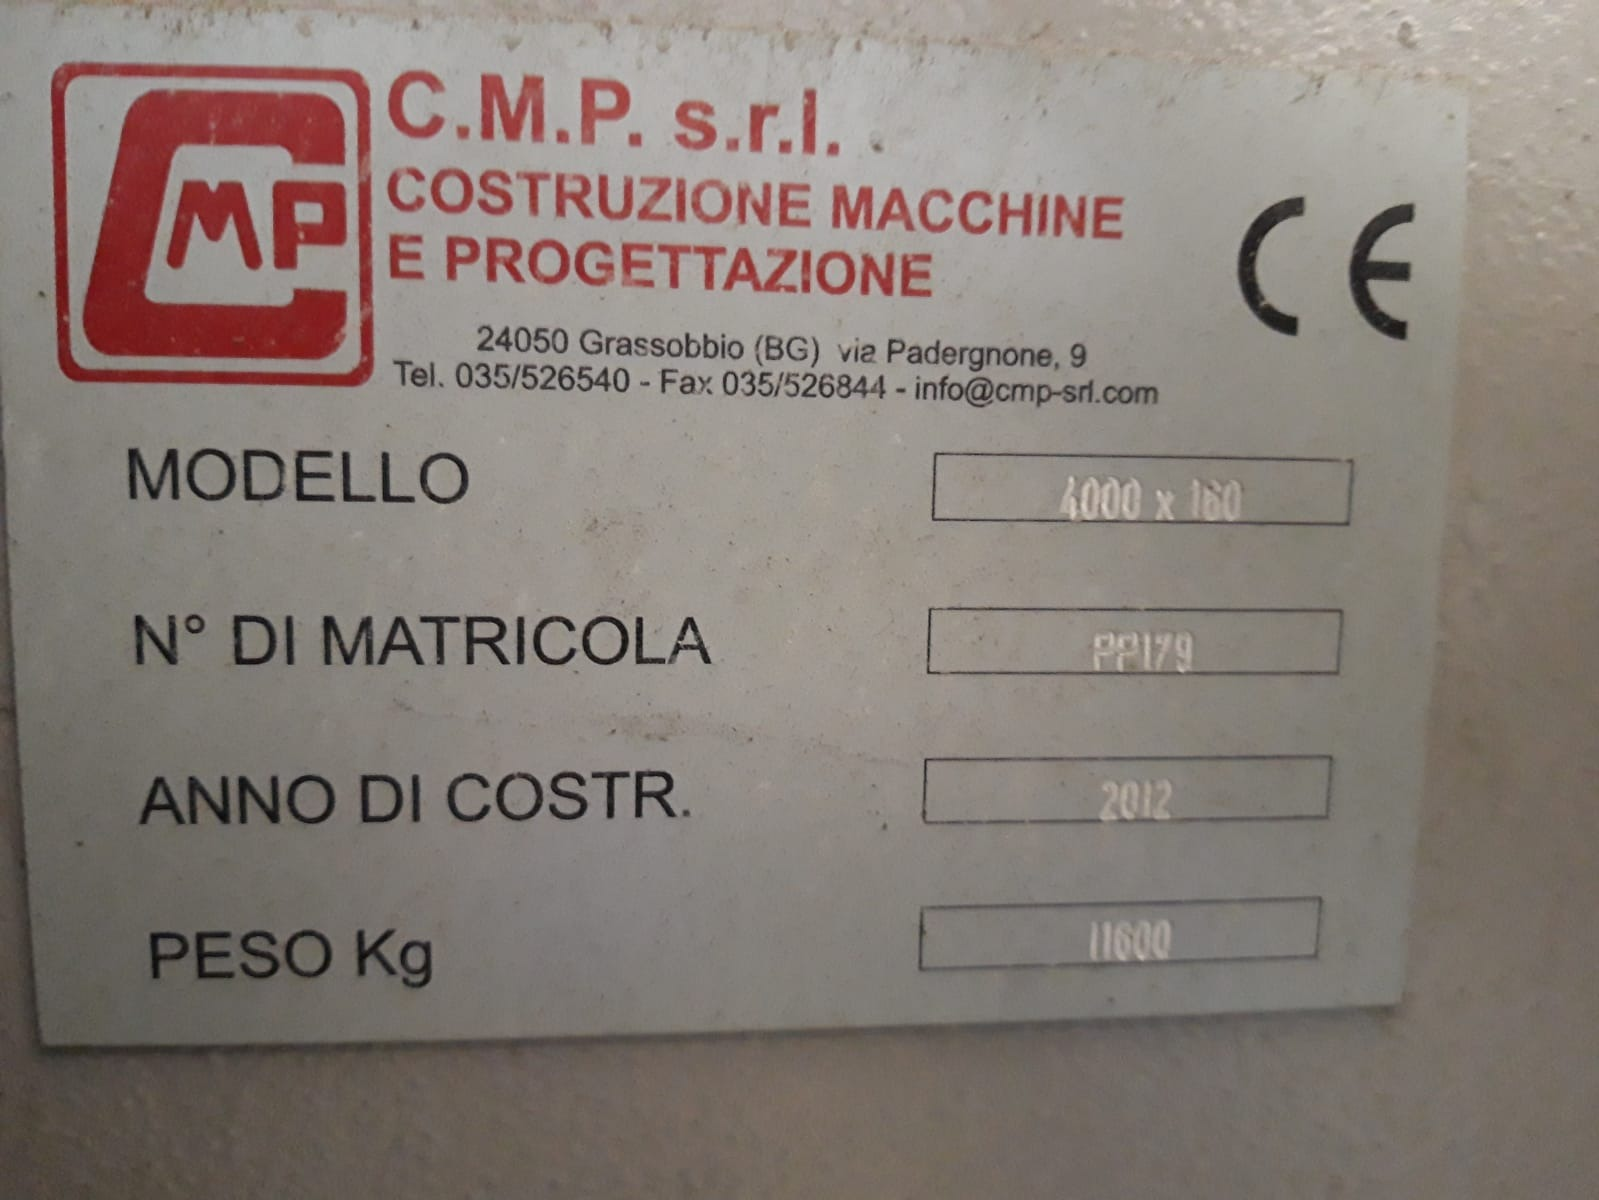 CMP
C.M.P. s.r.l.
COSTRUZIONE MACCHINE
E PROGETTAZIONE
CE
24050 Grassobbio (BG) via Padergnone, 9
Tel. 035/526540 - Fax 035/526844 - info@cmp-srl.com
MODELLO 4000 x 160
N° DI MATRICOLA PP179
ANNO DI COSTR. 2012
PESO Kg 11600